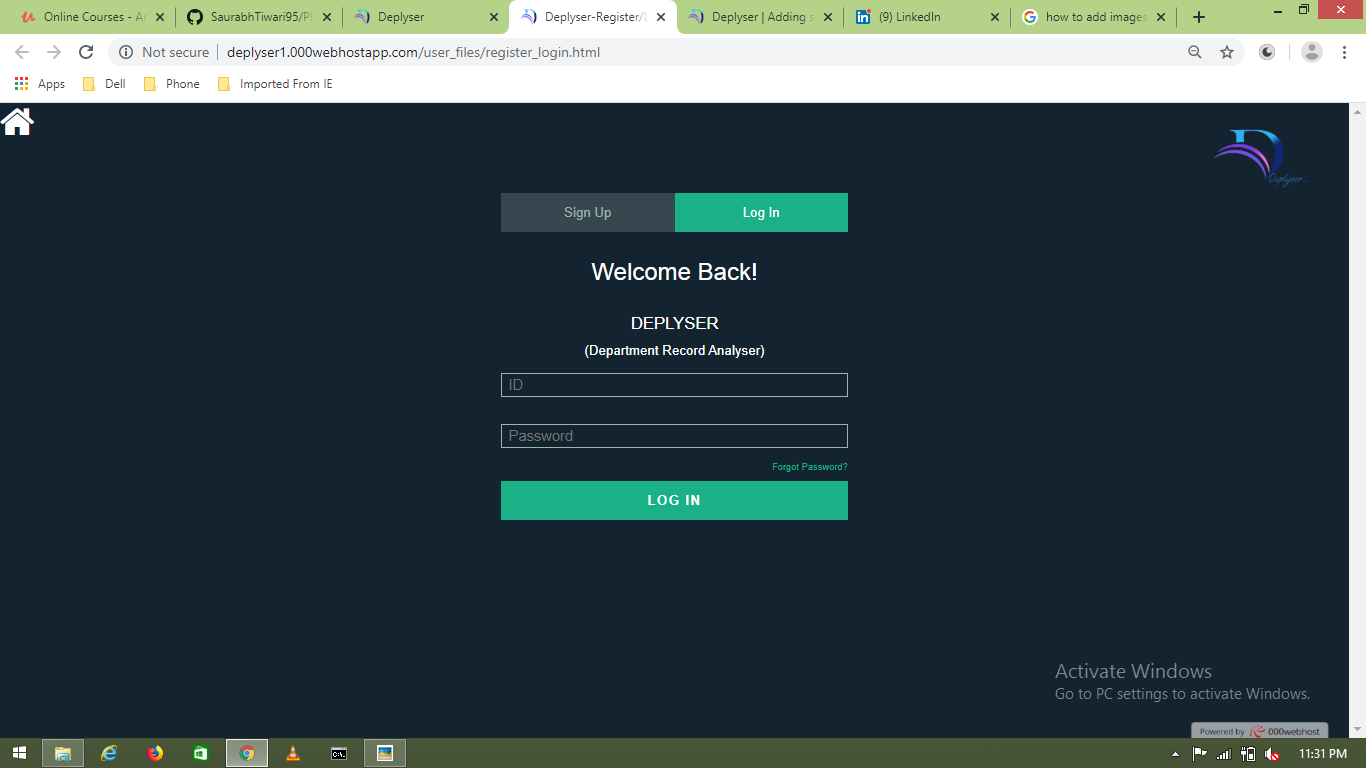 Online Courses - A
SaurabhTiwari95/P
Deplyser
Deplyser-Register/
Deplyser | Adding s
(9) LinkedIn
how to add images
Not secure
deplyser1.000webhostapp.com/user_files/register_login.html
Apps
Dell
Phone
Imported From IE
Deplyser...
Sign Up
Log In
Welcome Back!
DEPLYSER
(Department Record Analyser)
ID
Password
Forgot Password?
LOG IN
Activate Windows
Go to PC settings to activate Windows.
Powered by 000webhost
11:31 PM